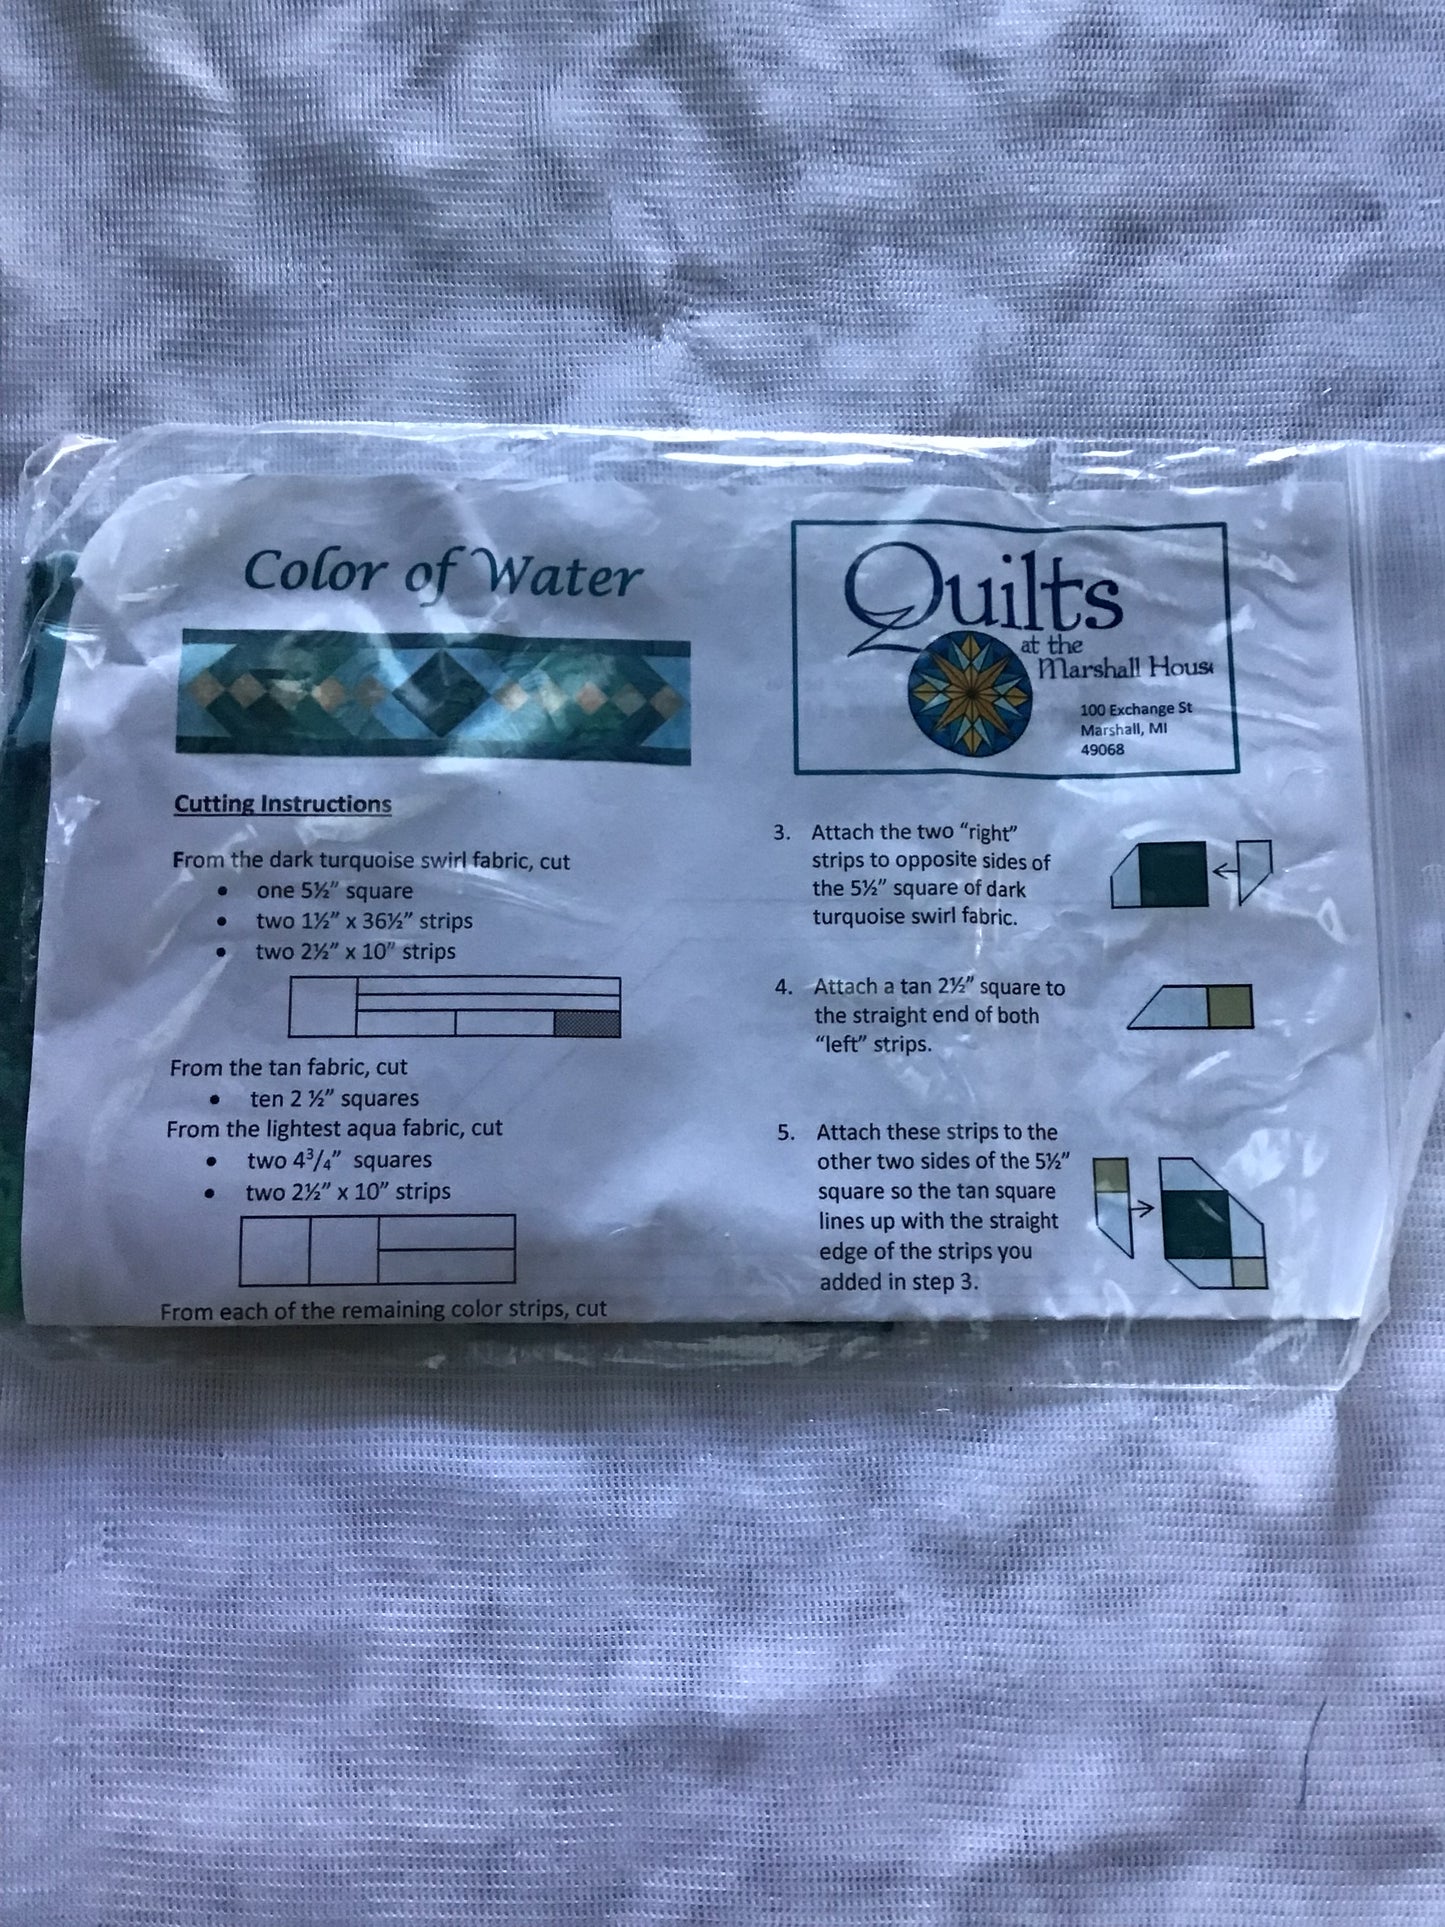 Color of Water
Quilts
at the
Marshall House
100 Exchange St
Marshall, MI
49068
Cutting Instructions
From the dark turquoise swirl fabric, cut
• one 5½” square
• two 1½” x 36½” strips
• two 2½” x 10” strips
From the tan fabric, cut
• ten 2 ½” squares
From the lightest aqua fabric, cut
• two 4³/₄” squares
• two 2½” x 10” strips
From each of the remaining color strips, cut
3. Attach the two “right”
strips to opposite sides of
the 5½” square of dark
turquoise swirl fabric.
4. Attach a tan 2½” square to
the straight end of both
“left” strips.
5. Attach these strips to the
other two sides of the 5½”
square so the tan square
lines up with the straight
edge of the strips you
added in step 3.